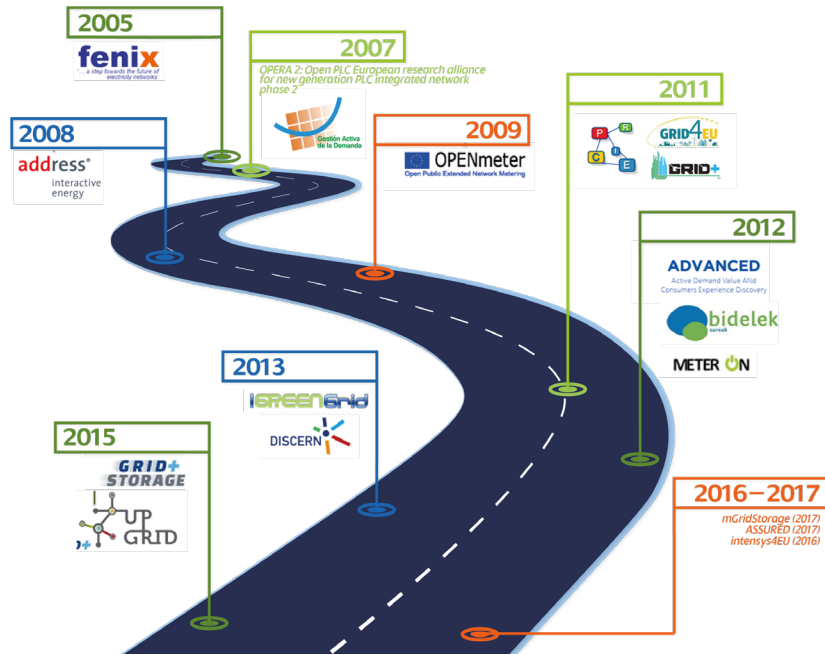 2005
fenix
'... a step towards the future of
electricity networks'
2007
OPERA 2: Open PLC European research alliance
for new generation PLC integrated network
phase 2
Gestión Activa
de la Demanda
2008
address
interactive
energy
2009
OPENmeter
Open Public Extended Network Metering
2011
P
R
C
I
E
GRID4EU
GRID+
2012
ADVANCED
Active Demand Value ANd
Consumers Experience Discovery
bidelek
sareak
METER ON
2013
IGREENGrid
DISCERN
2015
GRID+
STORAGE
UP
GRID
2016–2017
mGridStorage (2017)
ASSURED (2017)
intensys4EU (2016)